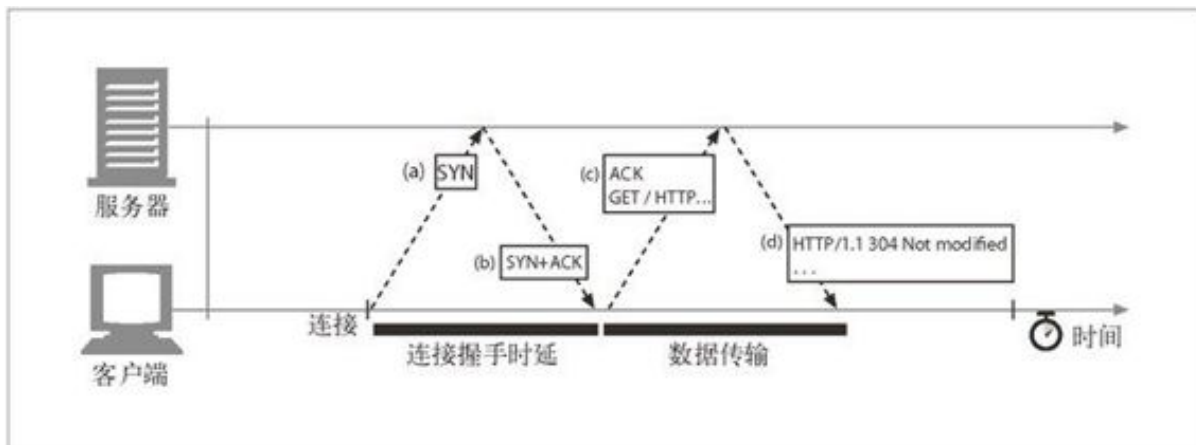 服务器
(a) SYN
(b) SYN+ACK
(c) ACK
GET / HTTP...
(d) HTTP/1.1 304 Not modified
...
连接
连接握手时延
数据传输
时间
客户端